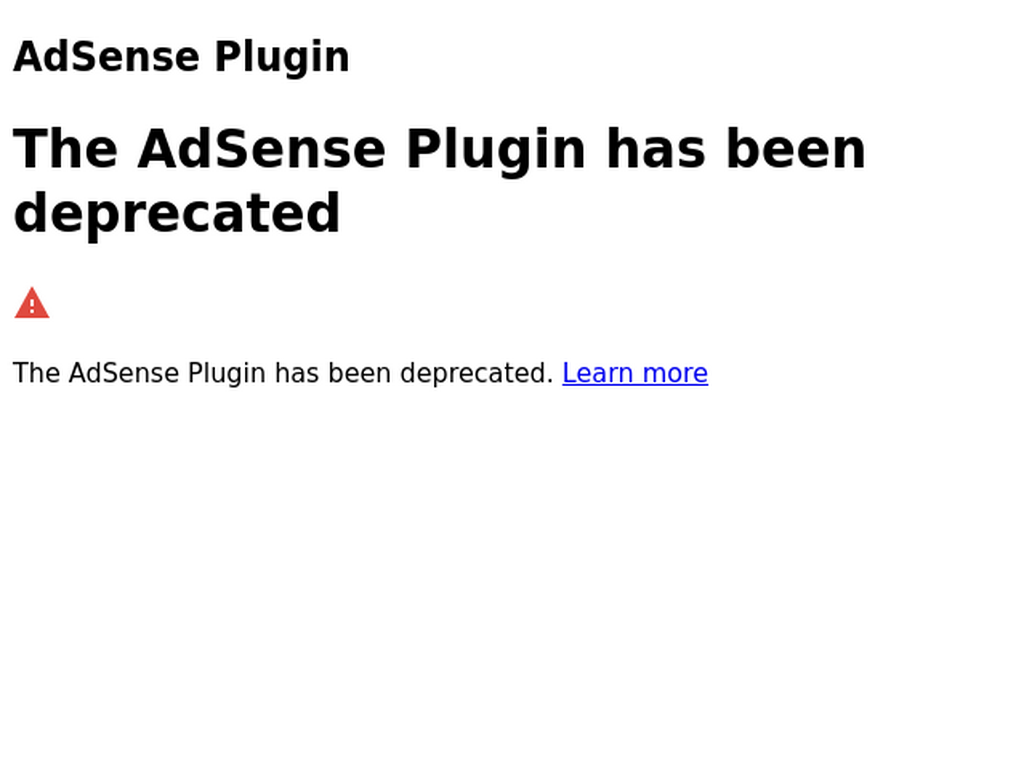 AdSense Plugin
The AdSense Plugin has been
deprecated
The AdSense Plugin has been deprecated. Learn more